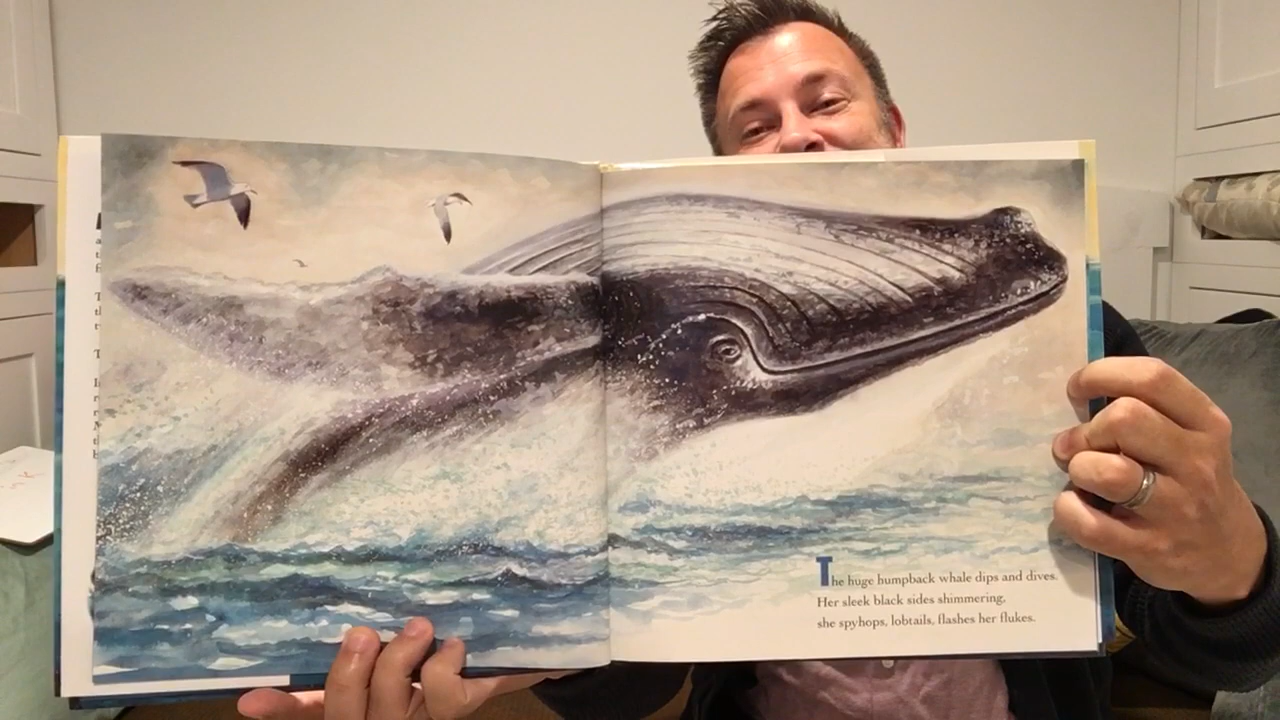 The huge humpback whale dips and dives.
Her sleek black sides shimmering,
she spyhops, lobtails, flashes her flukes.